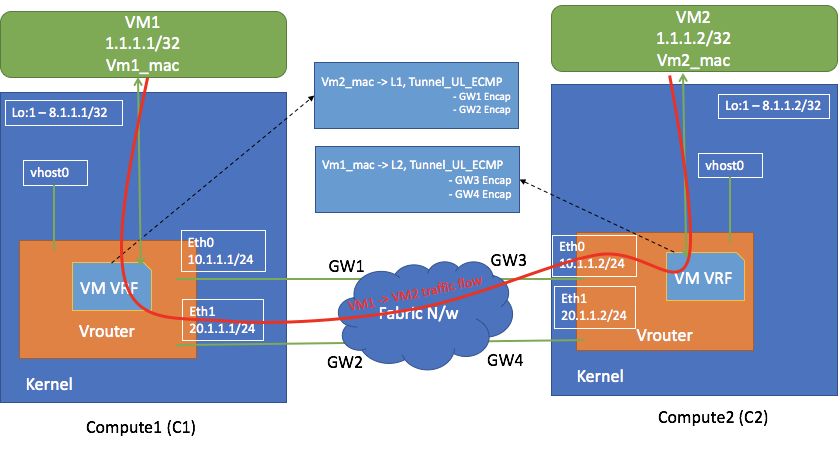 VM1
1.1.1.1/32
Vm1_mac
VM2
1.1.1.2/32
Vm2_mac
Vm2_mac -> L1, Tunnel_UL_ECMP
- GW1 Encap
- GW2 Encap
Lo:1 – 8.1.1.1/32
Lo:1 – 8.1.1.2/32
Vm1_mac -> L2, Tunnel_UL_ECMP
- GW3 Encap
- GW4 Encap
vhost0
vhost0
Eth0
10.1.1.1/24
Eth0
10.1.1.2/24
GW1
GW3
VM VRF
VM VRF
VM1 -> VM2 traffic flow
Fabric N/w
Eth1
20.1.1.1/24
Eth1
20.1.1.2/24
Vrouter
Vrouter
GW2
GW4
Kernel
Kernel
Compute1 (C1)
Compute2 (C2)